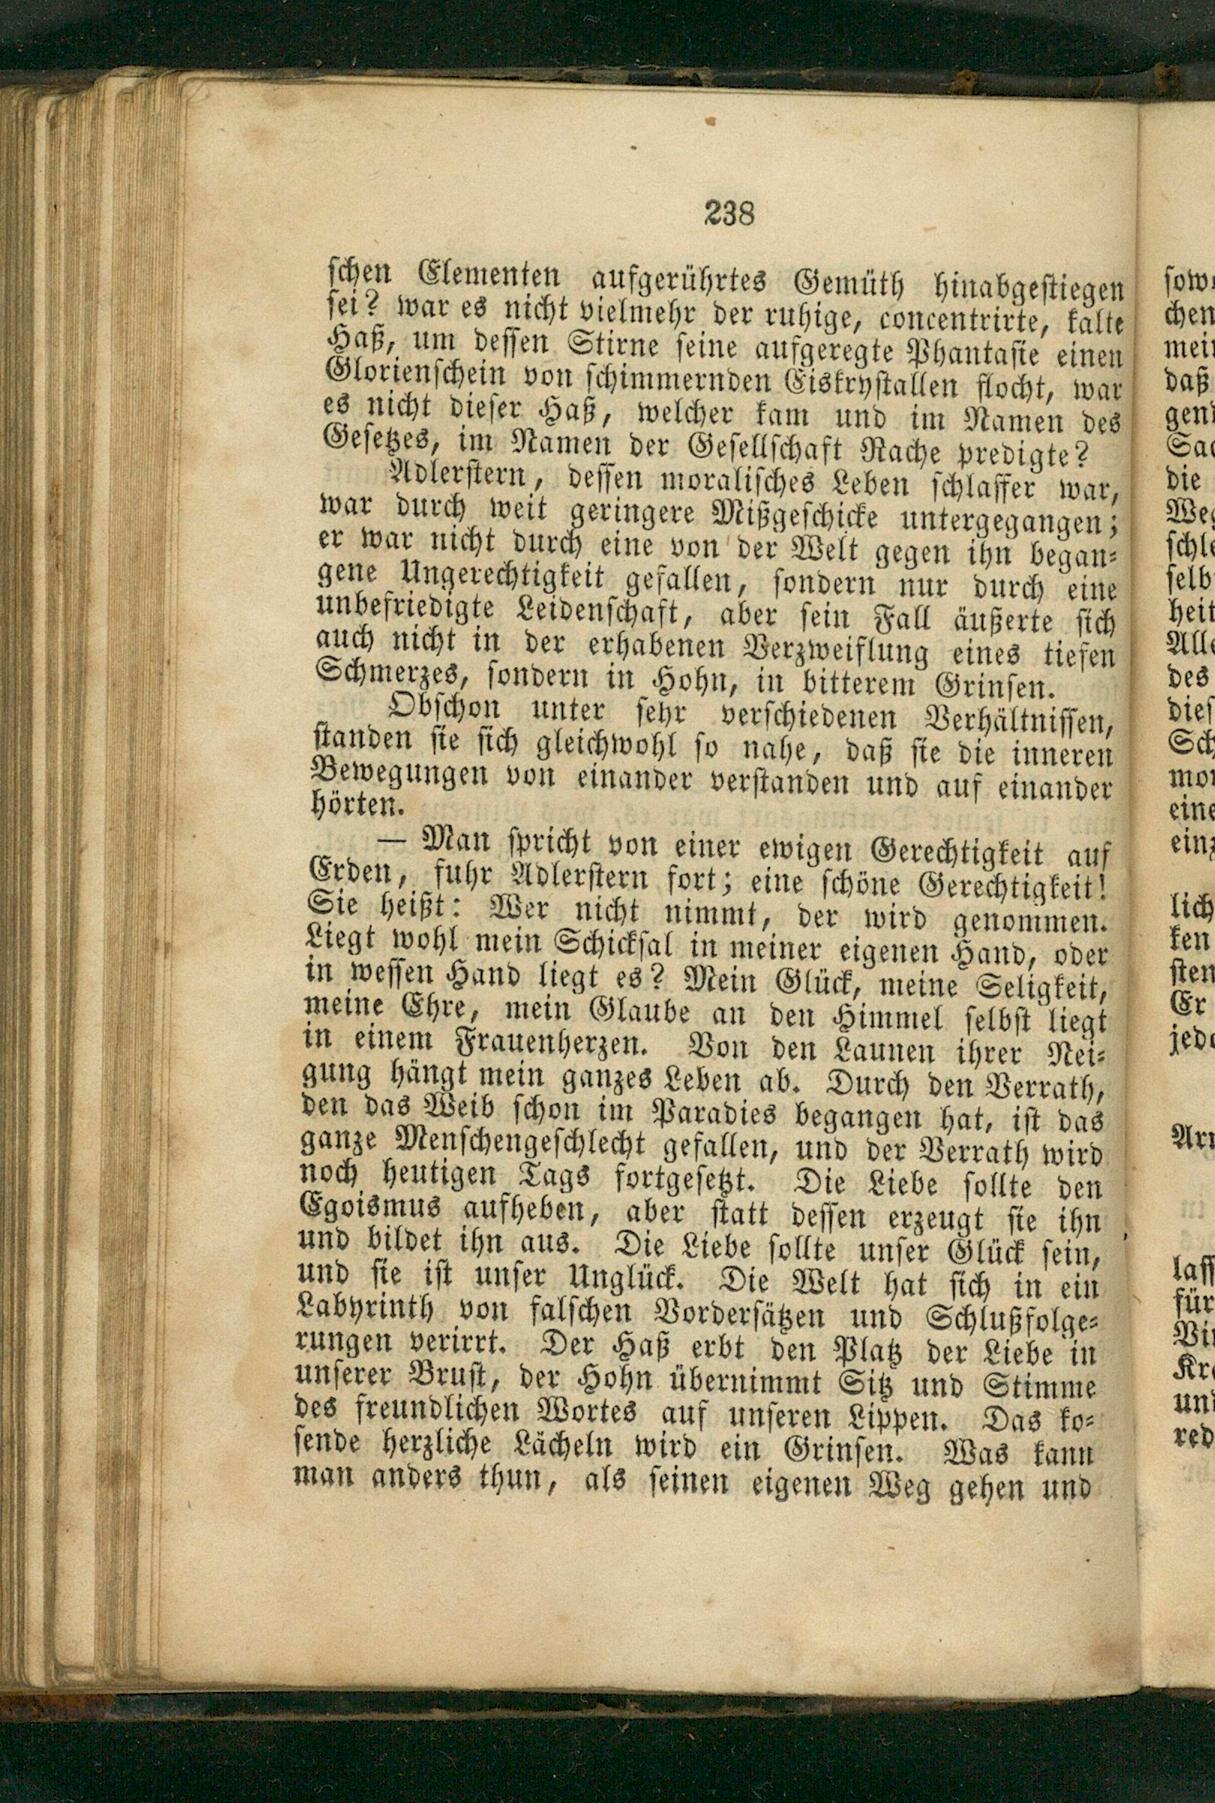 238
schen Elementen aufgerührtes Gemüth hinabgestiegen
sei? war es nicht vielmehr der ruhige, concentrirte, kalte
Haß, um dessen Stirne seine aufgeregte Phantasie einen
Glorienschein von schimmernden Eiskrystallen flocht, war
es nicht dieser Haß, welcher kam und im Namen des
Gesetzes, im Namen der Gesellschaft Rache predigte?
Adlerstern, dessen moralisches Leben schlaffer war,
war durch weit geringere Mißgeschicke untergegangen;
er war nicht durch eine von der Welt gegen ihn began-
gene Ungerechtigkeit gefallen, sondern nur durch eine
unbefriedigte Leidenschaft, aber sein Fall äußerte sich
auch nicht in der erhabenen Verzweiflung eines tiefen
Schmerzes, sondern in Hohn, in bitterem Grinsen.
Obschon unter sehr verschiedenen Verhältnissen,
standen sie sich gleichwohl so nahe, daß sie die inneren
Bewegungen von einander verstanden und auf einander
hörten.
— Man spricht von einer ewigen Gerechtigkeit auf
Erden, fuhr Adlerstern fort; eine schöne Gerechtigkeit!
Sie heißt: Wer nicht nimmt, der wird genommen.
Liegt wohl mein Schicksal in meiner eigenen Hand, oder
in wessen Hand liegt es? Mein Glück, meine Seligkeit,
meine Ehre, mein Glaube an den Himmel selbst liegt
in einem Frauenherzen. Von den Launen ihrer Nei-
gung hängt mein ganzes Leben ab. Durch den Verrath,
den das Weib schon im Paradies begangen hat, ist das
ganze Menschengeschlecht gefallen, und der Verrath wird
noch heutigen Tags fortgesetzt. Die Liebe sollte den
Egoismus aufheben, aber statt dessen erzeugt sie ihn
und bildet ihn aus. Die Liebe sollte unser Glück sein,
und sie ist unser Unglück. Die Welt hat sich in ein
Labyrinth von falschen Vordersätzen und Schlußfolge-
rungen verirrt. Der Haß erbt den Platz der Liebe in
unserer Brust, der Hohn übernimmt Sitz und Stimme
des freundlichen Wortes auf unseren Lippen. Das ko-
sende herzliche Lächeln wird ein Grinsen. Was kann
man anders thun, als seinen eigenen Weg gehen und